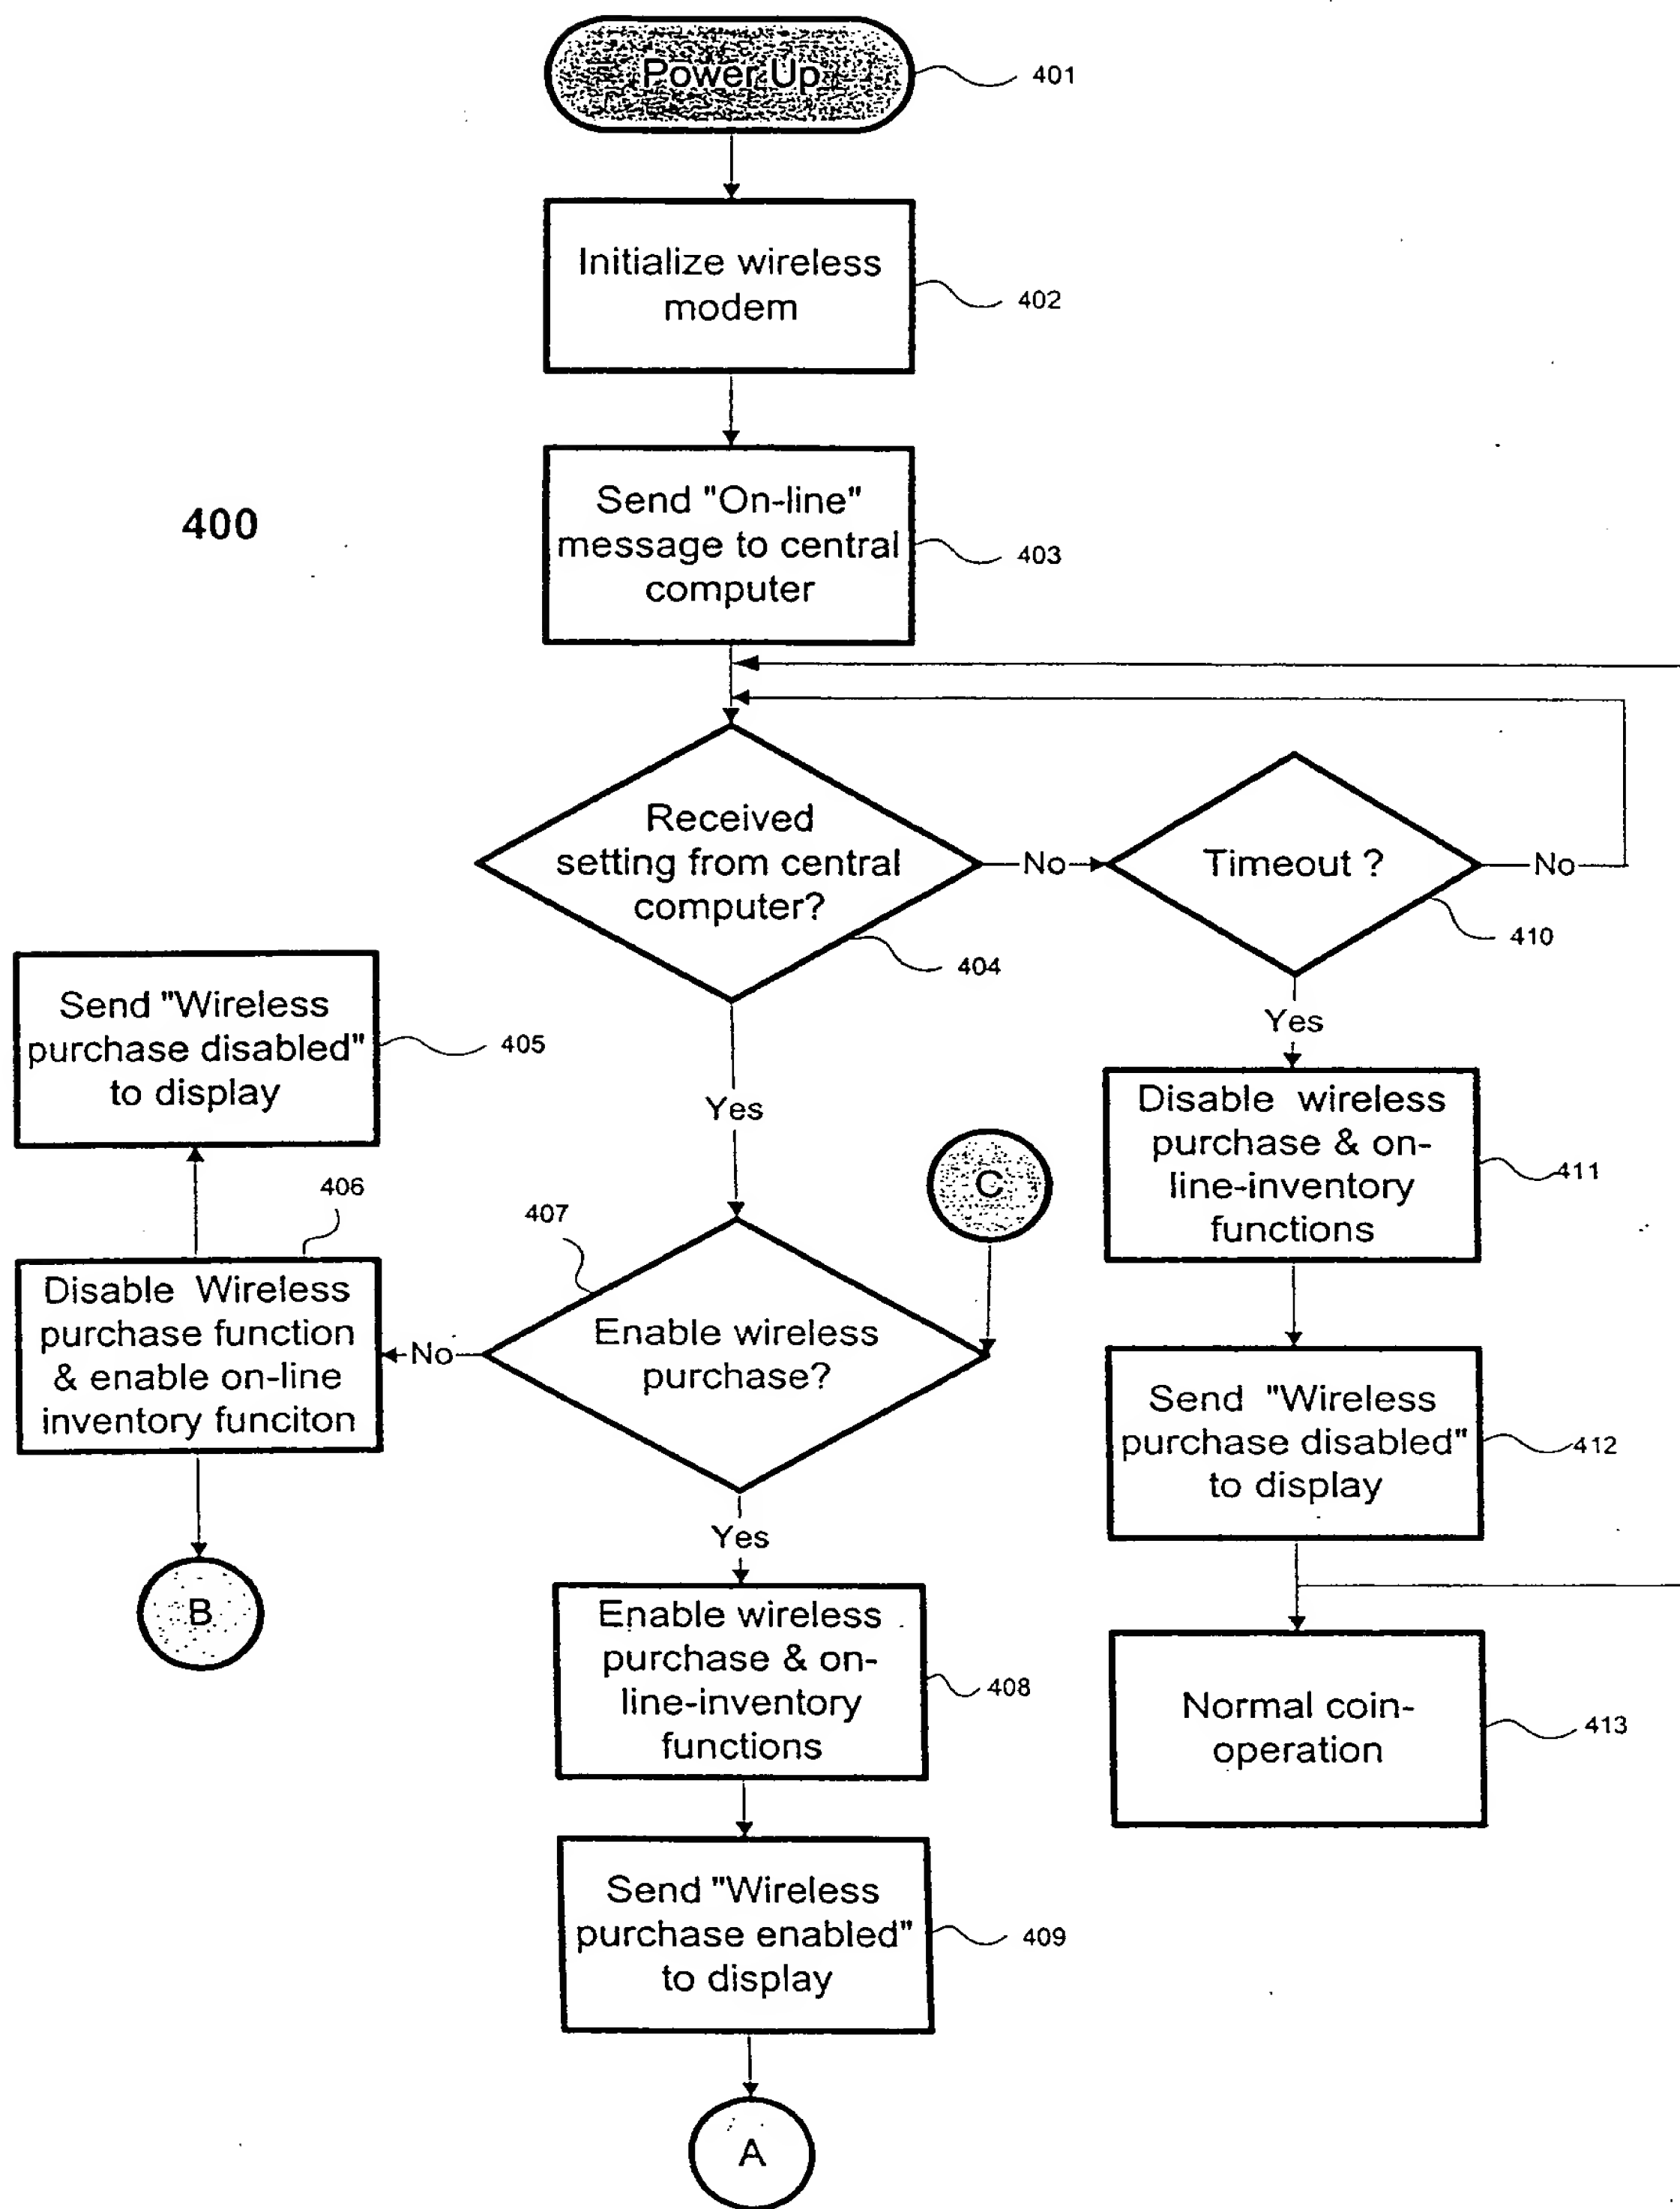 Power Up
401
Initialize wireless
modem
402
400
Send "On-line"
message to central
computer
403
Received
setting from central
computer?
404
No
Timeout ?
No
410
Send "Wireless
purchase disabled"
to display
405
Yes
Yes
Disable wireless
purchase & on-
line-inventory
functions
411
C
406
407
Disable Wireless
purchase function
& enable on-line
inventory funciton
No
Enable wireless
purchase?
Send "Wireless
purchase disabled"
to display
412
Yes
B
Enable wireless
purchase & on-
line-inventory
functions
408
Normal coin-
operation
413
Send "Wireless
purchase enabled"
to display
409
A